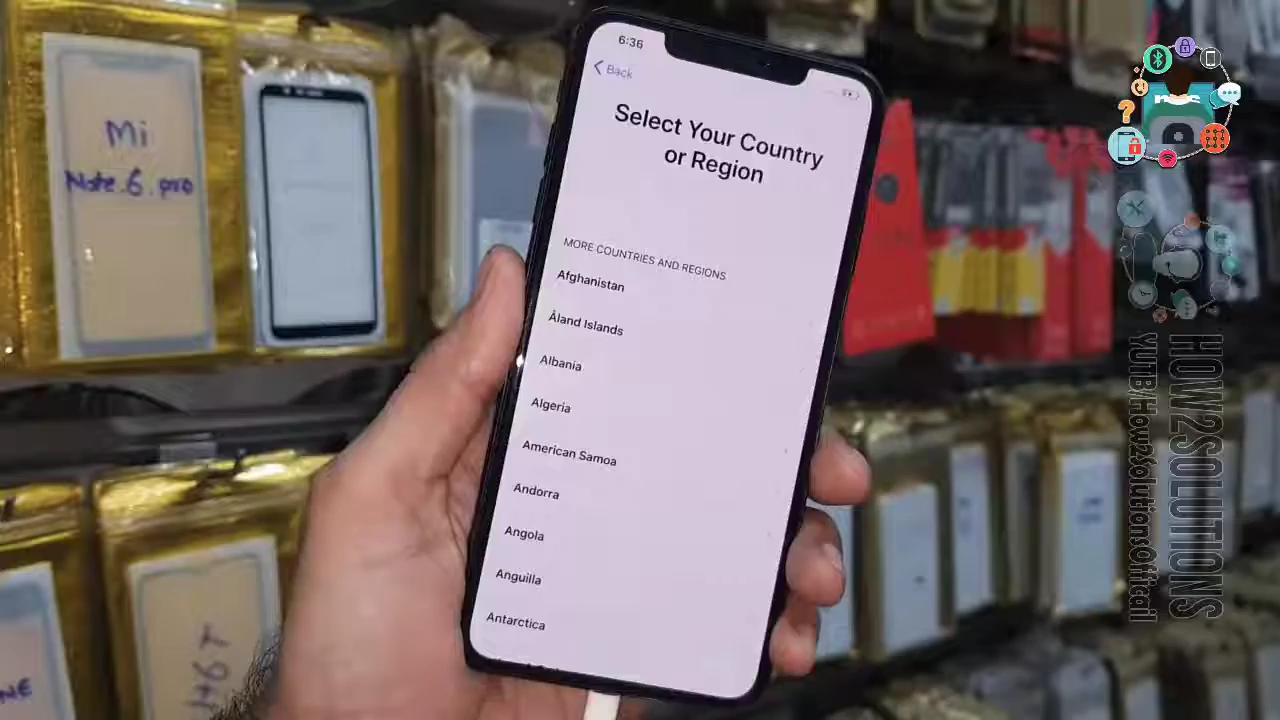 Mi
Note.6.pro
6:36
Back
Select Your Country
or Region
MORE COUNTRIES AND REGIONS
Afghanistan
Åland Islands
Albania
Algeria
American Samoa
Andorra
Angola
Anguilla
Antarctica
HOW2SOLUTIONS
YUTB/How2SolutionsOfficail